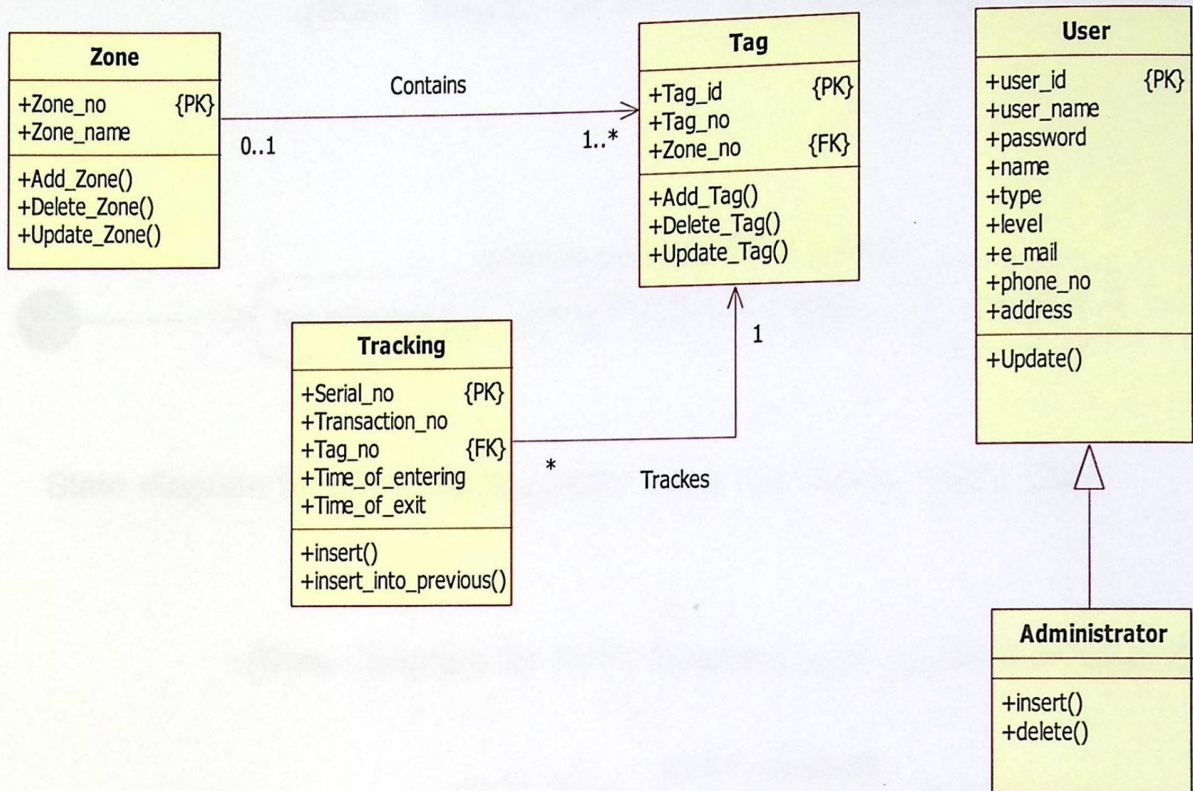 Zone
+Zone_no {PK}
+Zone_name
+Add_Zone()
+Delete_Zone()
+Update_Zone()
Contains
0..1
1..*
Tag
+Tag_id {PK}
+Tag_no
+Zone_no {FK}
+Add_Tag()
+Delete_Tag()
+Update_Tag()
User
+user_id {PK}
+user_name
+password
+name
+type
+level
+e_mail
+phone_no
+address
+Update()
Tracking
+Serial_no {PK}
+Transaction_no
+Tag_no {FK}
+Time_of_entering
+Time_of_exit
+insert()
+insert_into_previous()
*
Trackes
1
Administrator
+insert()
+delete()
State diagram